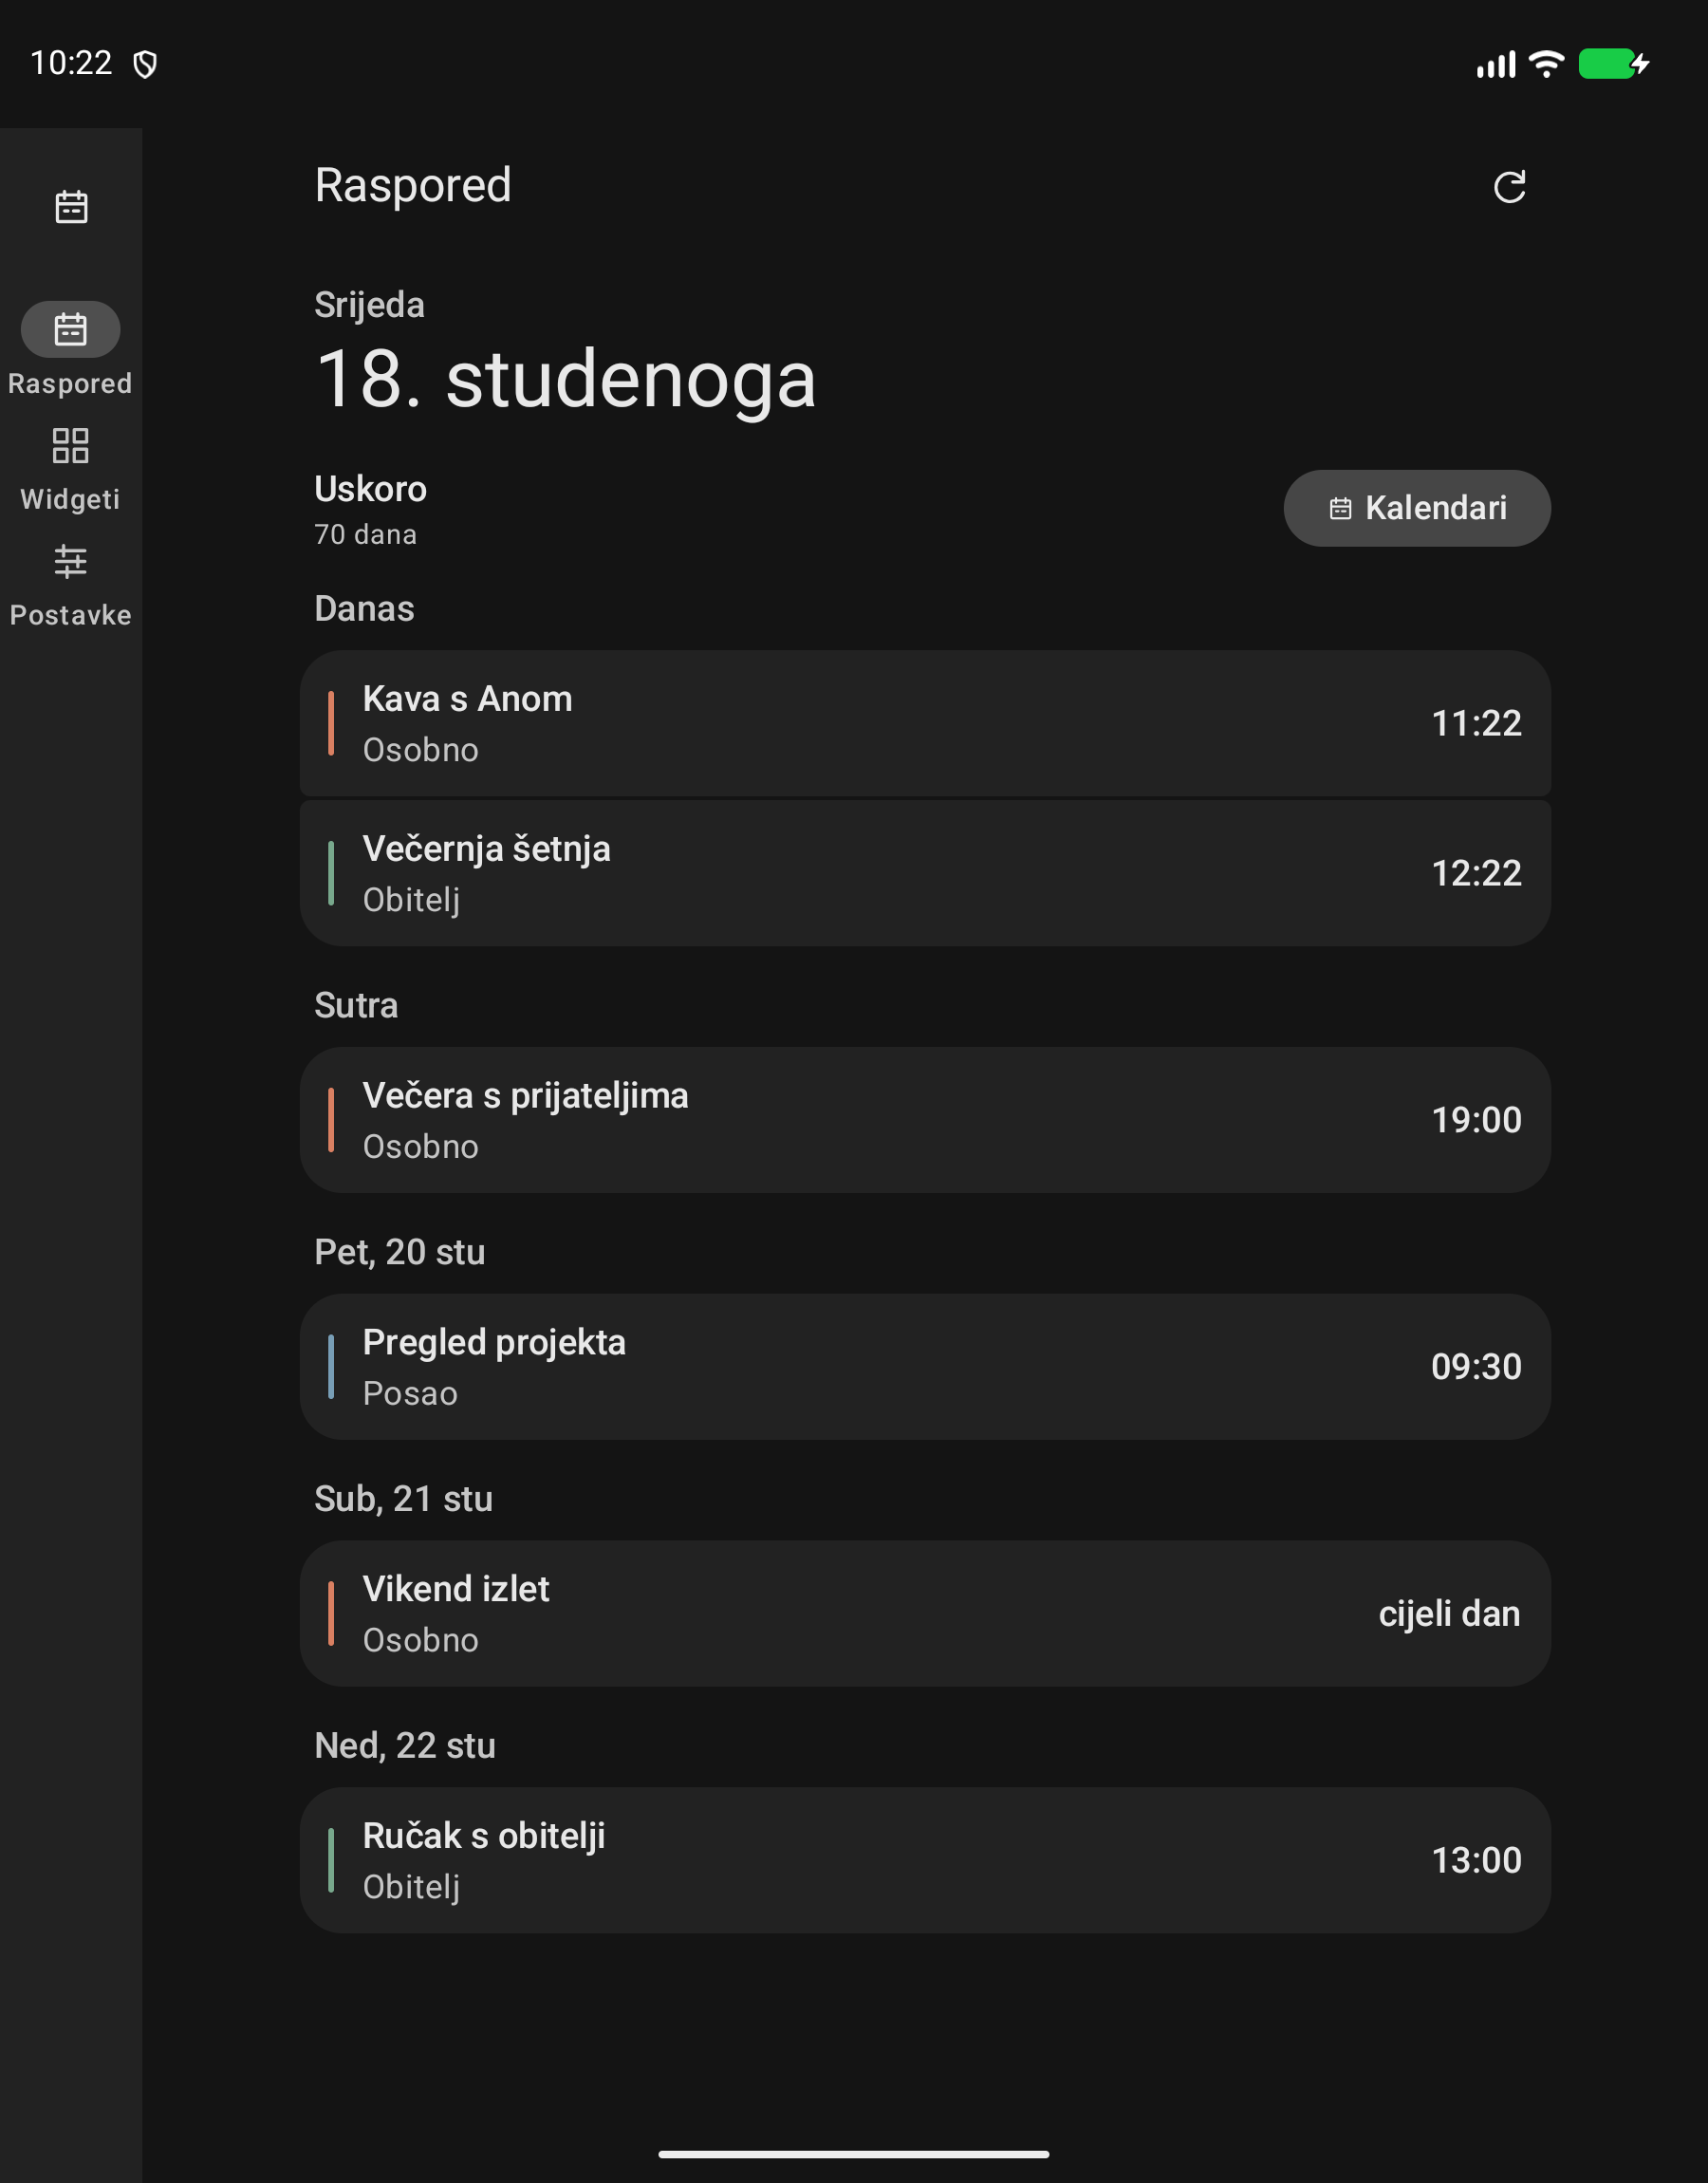 10:22
Raspored
Widgeti
Postavke
Raspored
Srijeda
18. studenoga
Uskoro
70 dana
Kalendari
Danas
Kava s Anom
Osobno
11:22
Večernja šetnja
Obitelj
12:22
Sutra
Večera s prijateljima
Osobno
19:00
Pet, 20 stu
Pregled projekta
Posao
09:30
Sub, 21 stu
Vikend izlet
Osobno
cijeli dan
Ned, 22 stu
Ručak s obitelji
Obitelj
13:00